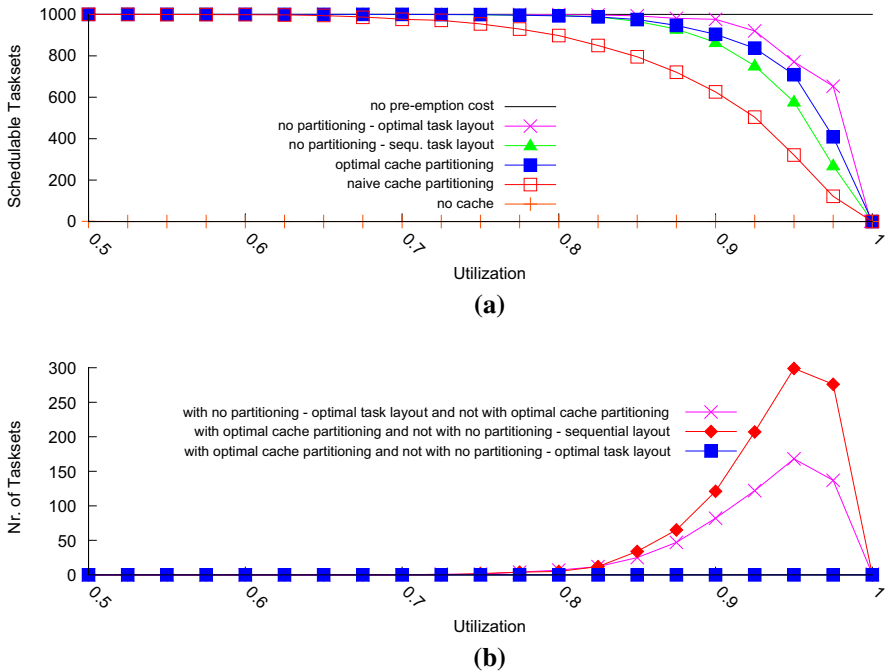 1000
800
600
400
200
0
Schedulable Tasksets
no pre-emption cost
no partitioning - optimal task layout
no partitioning - sequ. task layout
optimal cache partitioning
naive cache partitioning
no cache
0.5
0.6
0.7
0.8
0.9
1
Utilization
(a)
300
250
200
150
100
50
0
Nr. of Tasksets
with no partitioning - optimal task layout and not with optimal cache partitioning
with optimal cache partitioning and not with no partitioning - sequential layout
with optimal cache partitioning and not with no partitioning - optimal task layout
0.5
0.6
0.7
0.8
0.9
1
Utilization
(b)